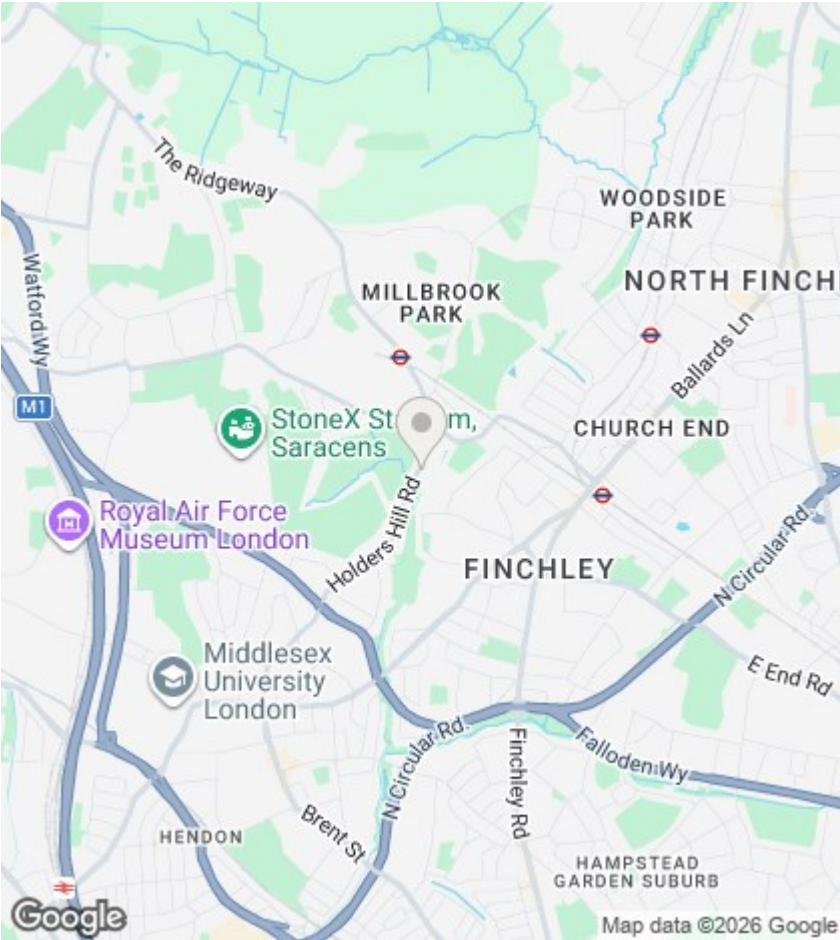 The Ridgeway
WOODSIDE
PARK
NORTH FINCH
Watford Wy
MILLBROOK
PARK
Ballards Ln
M1
StoneX St m,
Saracens
CHURCH END
Royal Air Force
Museum London
Holders Hill Rd
N Circular Rd.
FINCHLEY
Middlesex
University
London
E End Rd
N Circular Rd.
Finchley Rd
Falloden Wy
Brent St
HENDON
HAMPSTEAD
GARDEN SUBURB
Google
Map data ©2026 Google